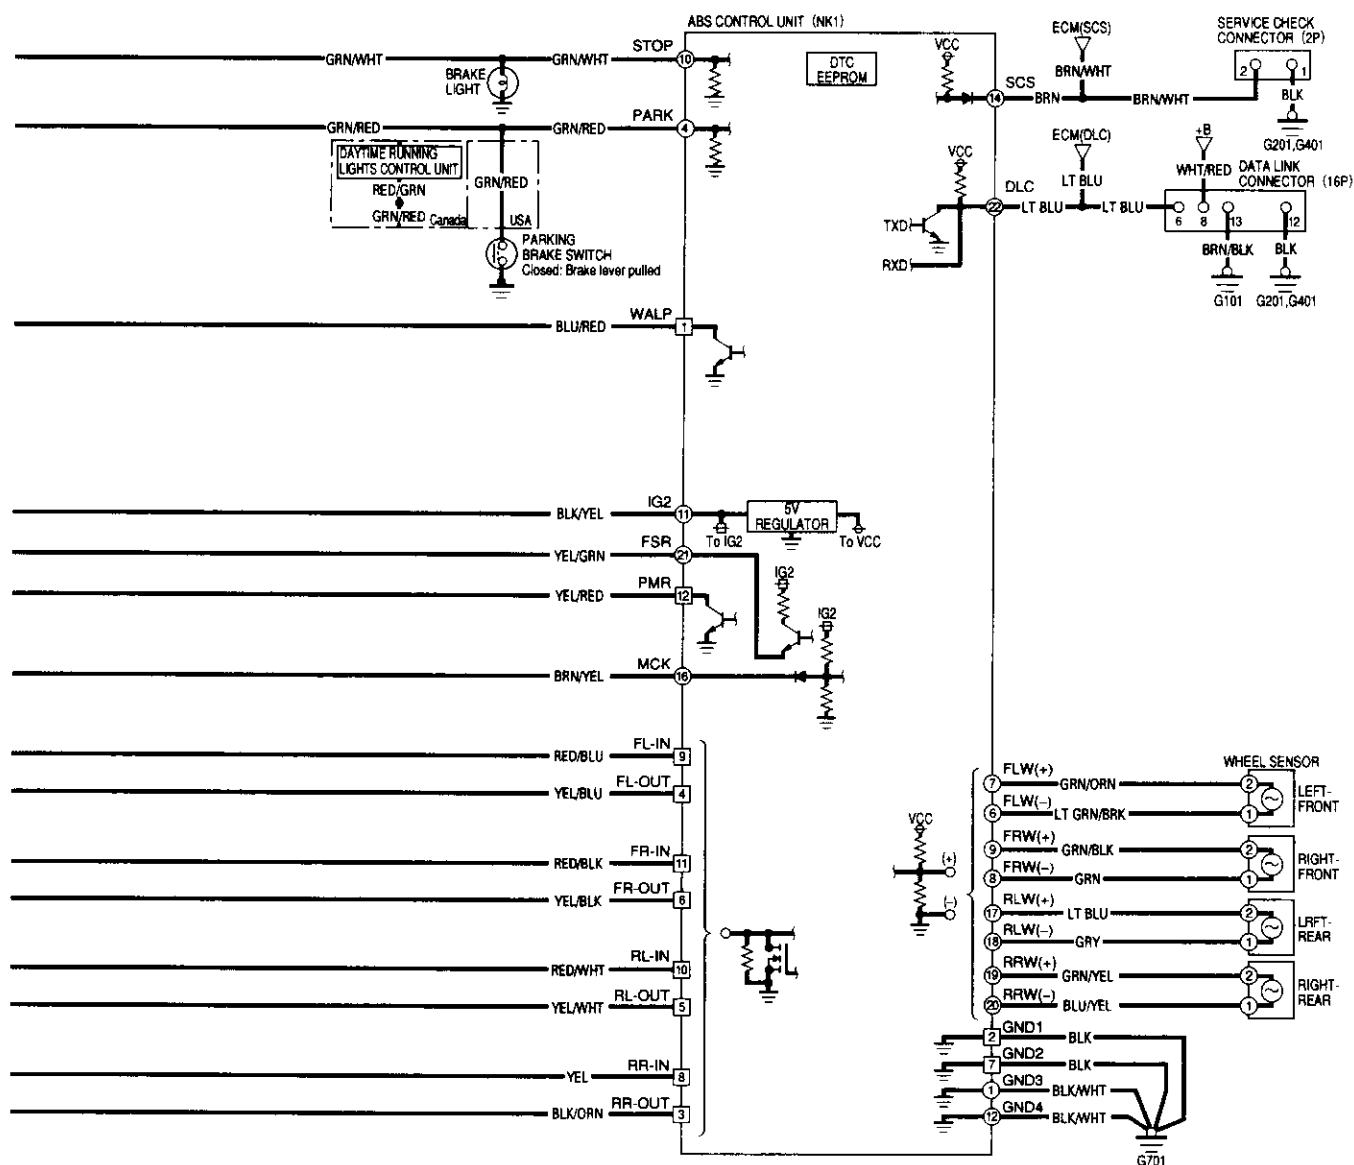 ABS CONTROL UNIT (NK1)
GRN/WHT
GRN/WHT
STOP
10
BRAKE
LIGHT
GRN/RED
GRN/RED
PARK
4
DAYTIME RUNNING
LIGHTS CONTROL UNIT
RED/GRN
GRN/RED
Canada
GRN/RED
USA
PARKING
BRAKE SWITCH
Closed: Brake lever pulled
BLU/RED
WALP
1
DTC
EEPROM
VCC
14
SCS
BRN
ECM(SCS)
BRN/WHT
BRN/WHT
SERVICE CHECK
CONNECTOR (2P)
2
1
BLK
G201,G401
VCC
TXD
RXD
22
DLC
LT BLU
ECM(DLC)
LT BLU
LT BLU
+B
WHT/RED
DATA LINK
CONNECTOR (16P)
6
8
13
12
BRN/BLK
BLK
G101
G201,G401
BLK/YEL
IG2
11
To IG2
5V
REGULATOR
To VCC
YEL/GRN
FSR
21
YEL/RED
PMR
12
IG2
IG2
BRN/YEL
MCK
16
RED/BLU
FL-IN
9
YEL/BLU
FL-OUT
4
RED/BLK
FR-IN
11
YEL/BLK
FR-OUT
6
RED/WHT
RL-IN
10
YEL/WHT
RL-OUT
5
YEL
RR-IN
8
BLK/ORN
RR-OUT
3
VCC
(+)
(−)
WHEEL SENSOR
7
FLW(+)
GRN/ORN
2
6
FLW(−)
LT GRN/BRK
1
LEFT-
FRONT
9
FRW(+)
GRN/BLK
2
8
FRW(−)
GRN
1
RIGHT-
FRONT
17
RLW(+)
LT BLU
2
18
RLW(−)
GRY
1
LRFT-
REAR
19
RRW(+)
GRN/YEL
2
20
RRW(−)
BLU/YEL
1
RIGHT-
REAR
2
GND1
BLK
7
GND2
BLK
1
GND3
BLK/WHT
12
GND4
BLK/WHT
G701